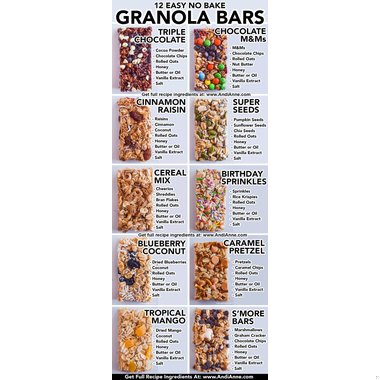 12 EASY NO BAKE
GRANOLA BARS
TRIPLE
CHOCOLATE
Cocoa Powder
Chocolate Chips
Rolled Oats
Honey
Butter or Oil
Vanilla Extract
Salt
CHOCOLATE
M&Ms
M&Ms
Chocolate Chips
Rolled Oats
Nut Butter
Honey
Butter or Oil
Vanilla Extract
Salt
Get full recipe ingredients at: www.AndiAnne.com
CINNAMON
RAISIN
Raisins
Cinnamon
Coconut
Rolled Oats
Honey
Butter or Oil
Vanilla Extract
Salt
SUPER
SEEDS
Pumpkin Seeds
Sunflower Seeds
Chia Seeds
Rolled Oats
Honey
Butter or Oil
Vanilla Extract
Salt
CEREAL
MIX
Cheerios
Shreddies
Bran Flakes
Rolled Oats
Honey
Butter or Oil
Vanilla Extract
Salt
BIRTHDAY
SPRINKLES
Sprinkles
Rice Krispies
Rolled Oats
Honey
Butter or Oil
Vanilla Extract
Salt
Get full recipe ingredients at: www.AndiAnne.com
BLUEBERRY
COCONUT
Dried Blueberries
Coconut
Rolled Oats
Honey
Butter or Oil
Vanilla Extract
Salt
CARAMEL
PRETZEL
Pretzels
Caramel Chips
Rolled Oats
Honey
Butter or Oil
Vanilla Extract
Salt
TROPICAL
MANGO
Dried Mango
Coconut
Rolled Oats
Honey
Butter or Oil
Vanilla Extract
Salt
S'MORE
BARS
Marshmallows
Graham Cracker
Chocolate Chips
Rolled Oats
Honey
Butter or Oil
Vanilla Extract
Salt
Get Full Recipe Ingredients At: www.AndiAnne.com